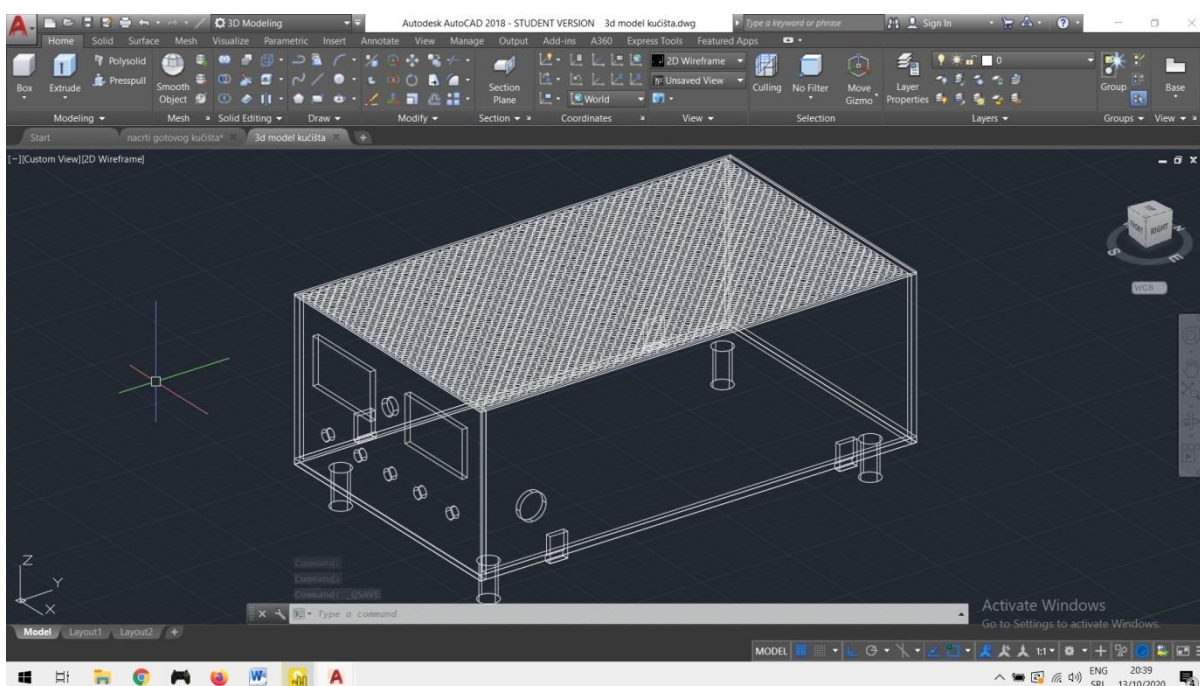 3D Modeling
Autodesk AutoCAD 2018 - STUDENT VERSION 3d model kućišta.dwg
Type a keyword or phrase
Sign In
Home Solid Surface Mesh Visualize Parametric Insert Annotate View Manage Output Add-ins A360 Express Tools Featured Apps
Box
Extrude
Polysolid
Presspull
Smooth
Object
Section
Plane
World
2D Wireframe
Unsaved View
Culling
No Filter
Move
Gizmo
Layer
Properties
0
Group
Base
Modeling Mesh Solid Editing Draw Modify Section Coordinates View Selection Layers Groups View
Start nacrti gotovog kućišta* 3d model kućišta
[-][Custom View][2D Wireframe]
TOP
FRONT RIGHT
S E
WCS
Z
Y
X
Command:
Command:
Command: _QSAVE
Type a command
Activate Windows
Go to Settings to activate Windows.
Model Layout1 Layout2 +
MODEL 1:1
ENG 20:39
SRL 13/10/2020